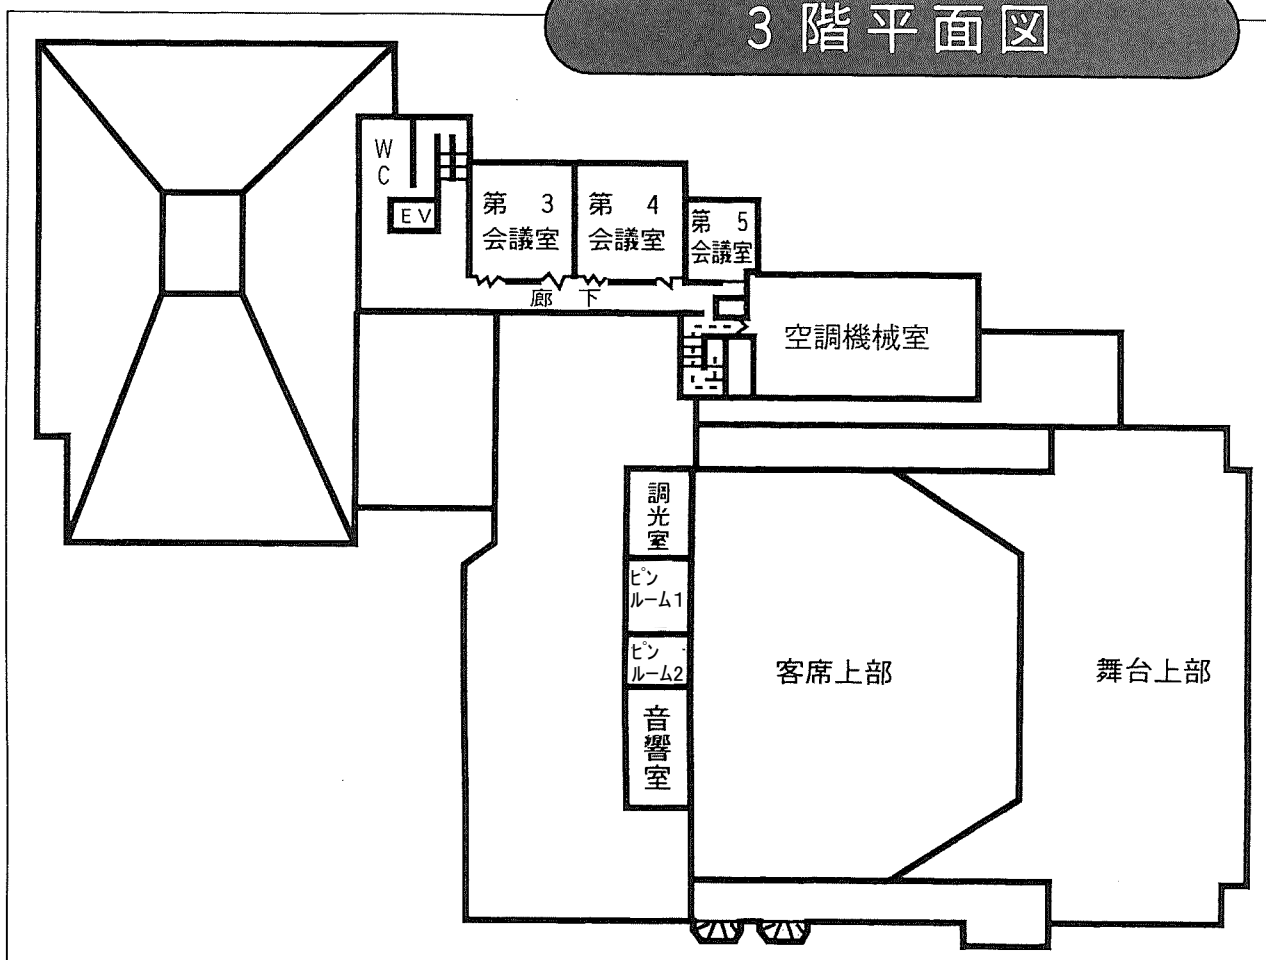 3階平面図
WC
EV
第 3
会議室
第 4
会議室
第 5
会議室
廊 下
空調機械室
調光室
ピン
ルーム1
ピン
ルーム2
音響室
客席上部
舞台上部